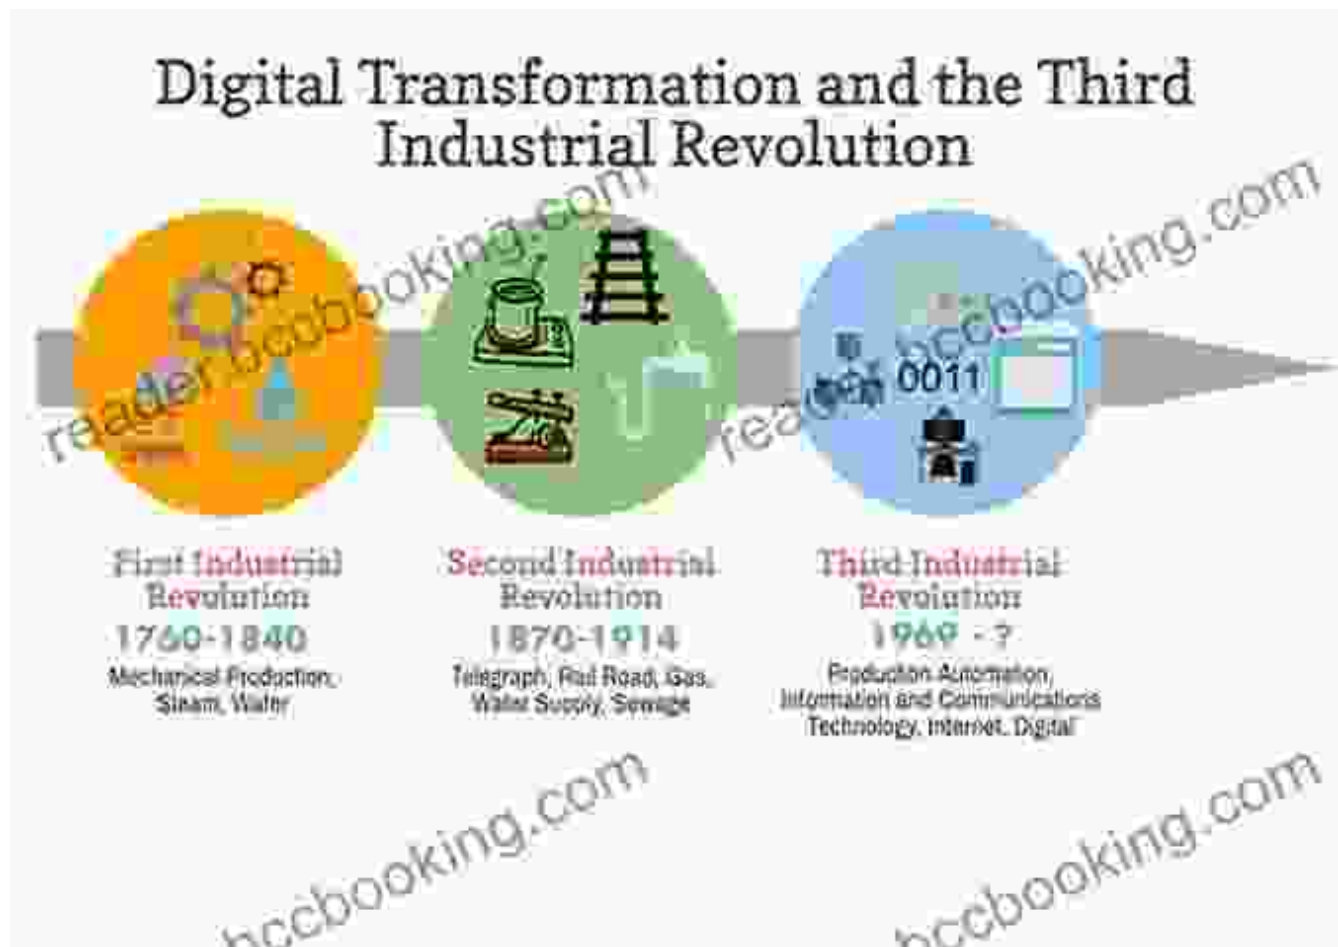 Digital Transformation and the Third
Industrial Revolution
reader.bccbooking.com
reader.bccbooking.com
0011
First Industrial
Revolution
1760-1840
Mechanical Production,
Steam, Water
Second Industrial
Revolution
1870-1914
Telegraph, Rail Road, Gas,
Water Supply, Sewage
Third Industrial
Revolution
1969 - ?
Production Automation,
Information and Communications
Technology, Internet, Digital
bccbooking.com
bccbooking.com